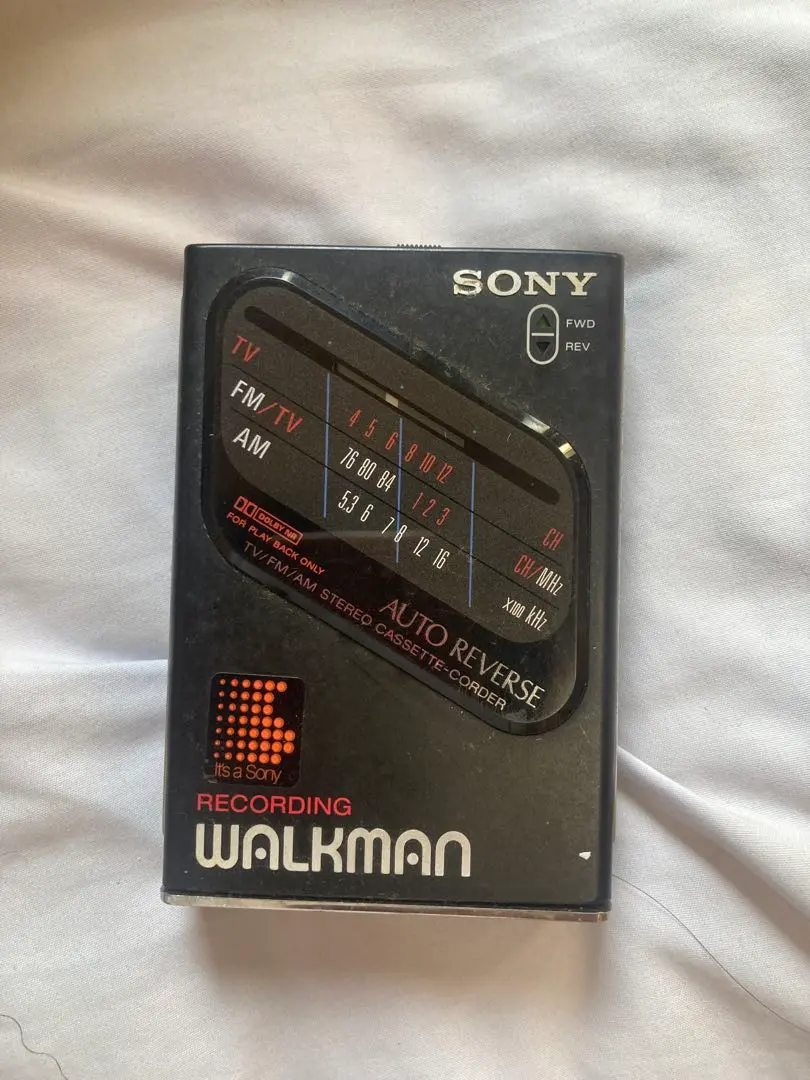 SONY
FWD
REV
TV
FM/TV
AM
4 5 6 8 10 12
76 80 84 1 2 3
5.3 6 7 8 12 16
CH
CH/MHz
x100 kHz
DOLBY NR
FOR PLAY BACK ONLY
TV/FM/AM STEREO CASSETTE-CORDER
AUTO REVERSE
It's a Sony
RECORDING
WALKMAN